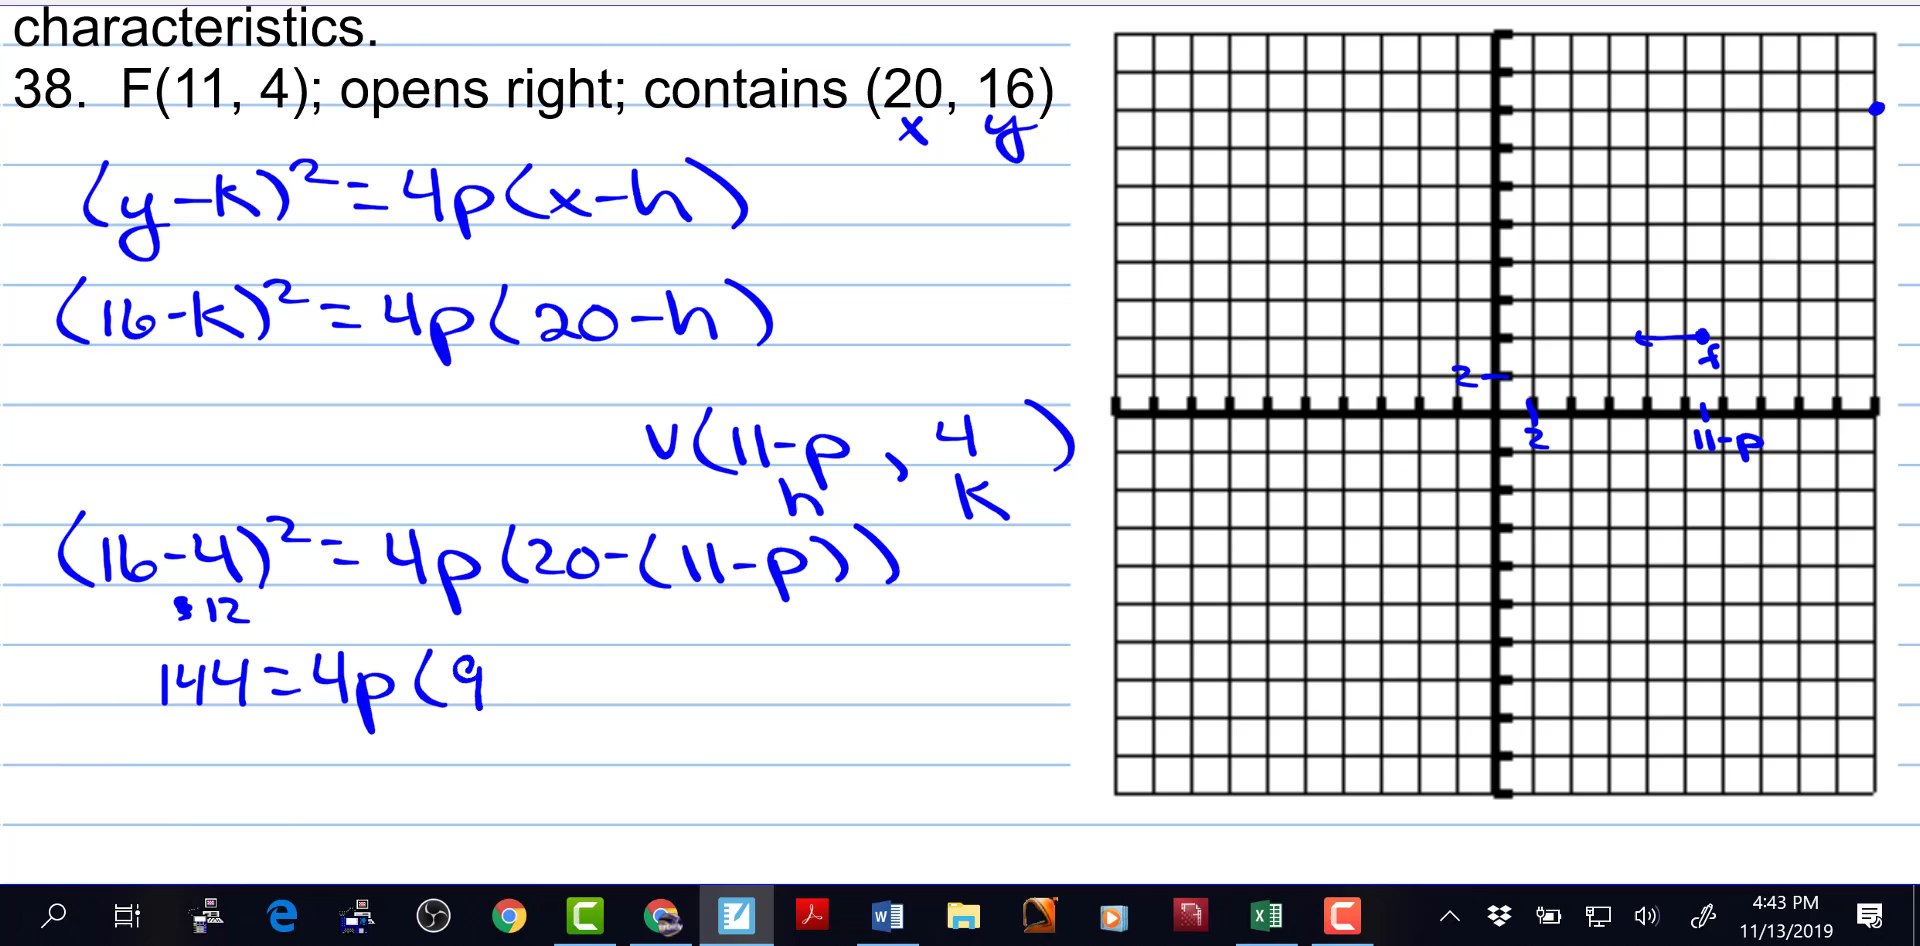 characteristics.
38. F(11, 4); opens right; contains (20, 16)
x y
(y-k)²=4p(x-h)
(16-k)²=4p(20-h)
V(11-p, 4)
h k
(16-4)²=4p(20-(11-p))
12
144=4p(9
f
2
2
11-p
4:43 PM
11/13/2019